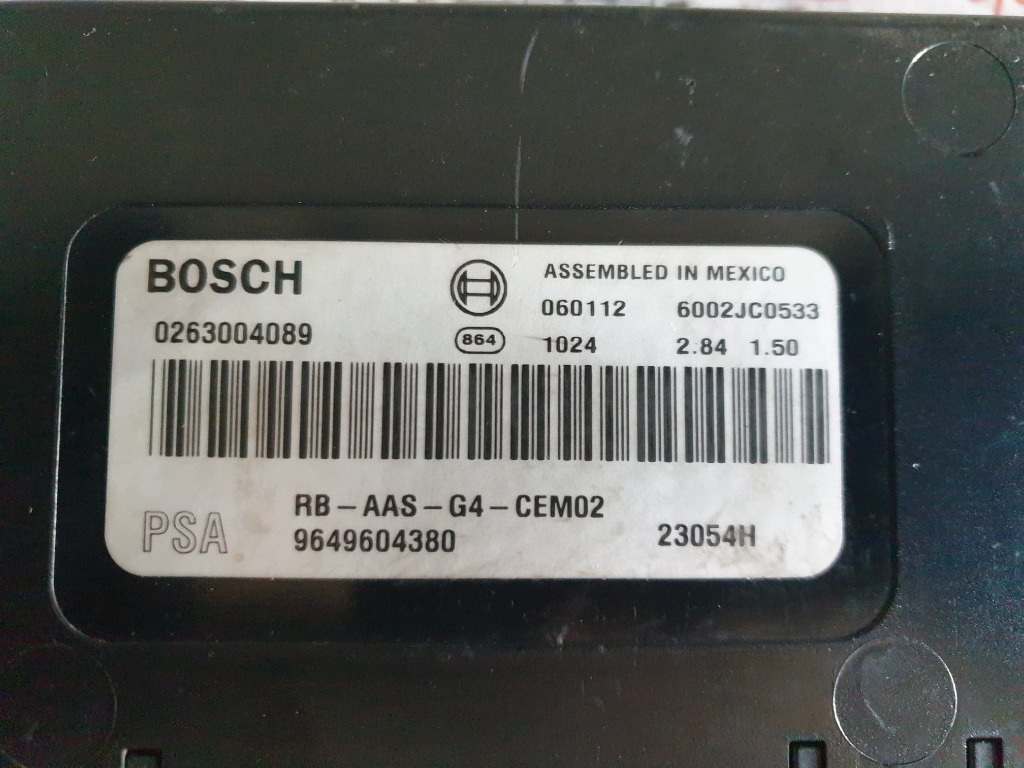 BOSCH
0263004089
864
ASSEMBLED IN MEXICO
060112 6002JC0533
1024 2.84 1.50
RB-AAS-G4-CEM02
PSA
9649604380
23054H